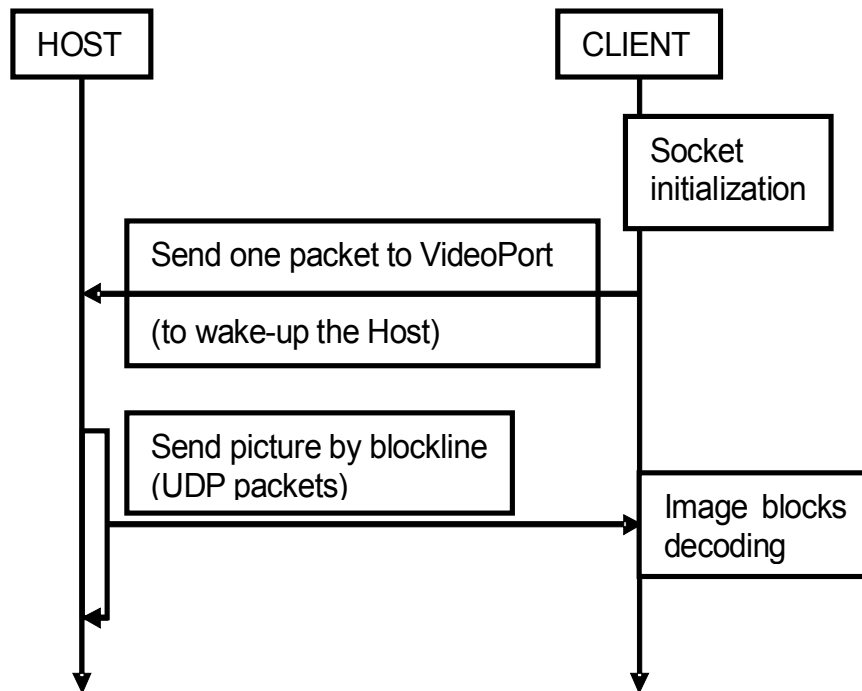 HOST
CLIENT
Socket
initialization
Send one packet to VideoPort
(to wake-up the Host)
Send picture by blockline
(UDP packets)
Image blocks
decoding